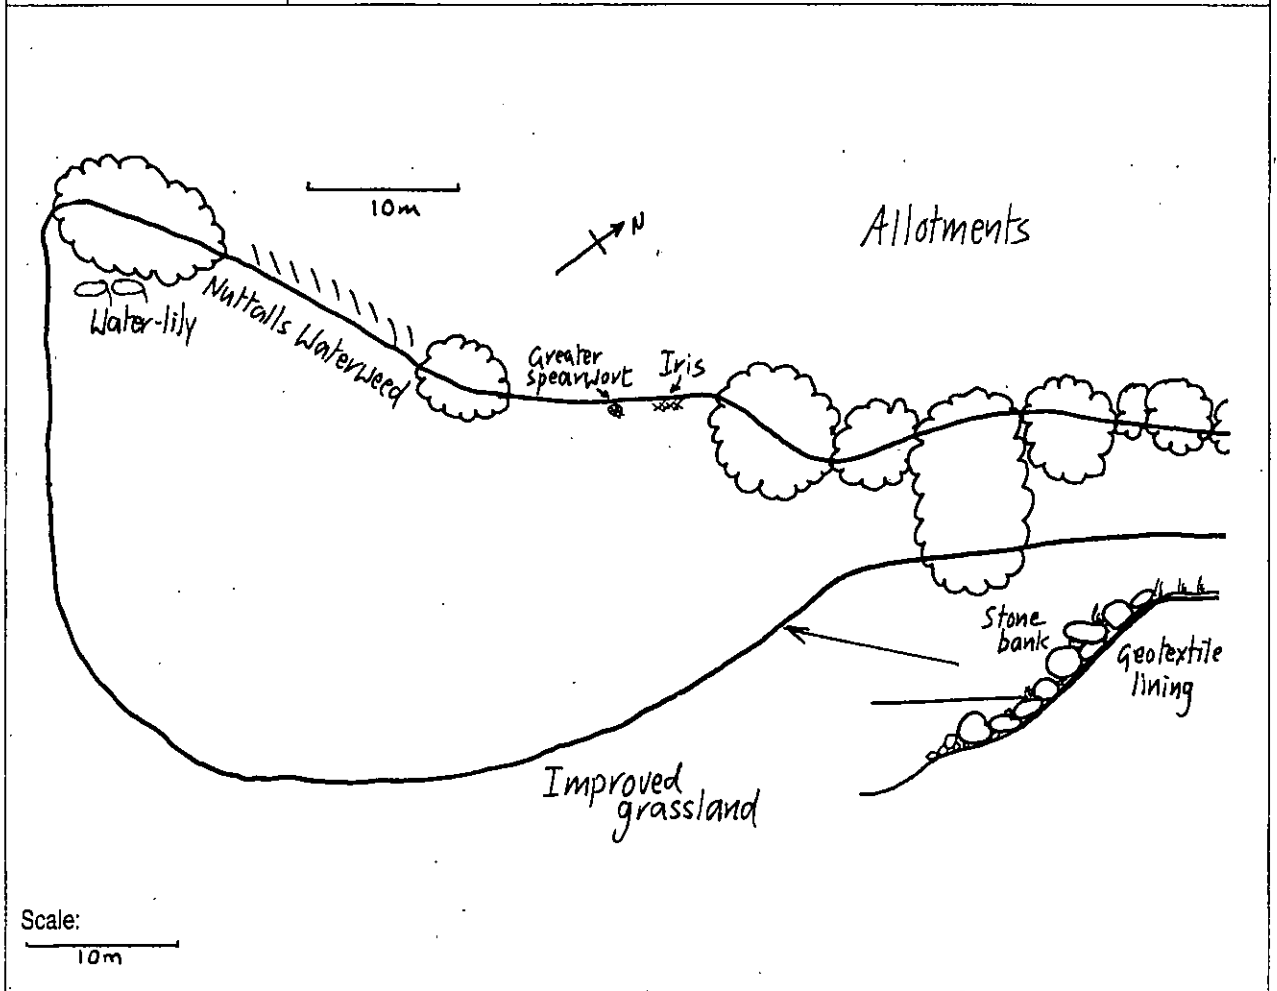 10m
N
Allotments
Water-lily
Nuttalls Waterweed
Greater
spearwort
Iris
Stone
bank
Geotextile
lining
Improved
grassland
Scale:
10m